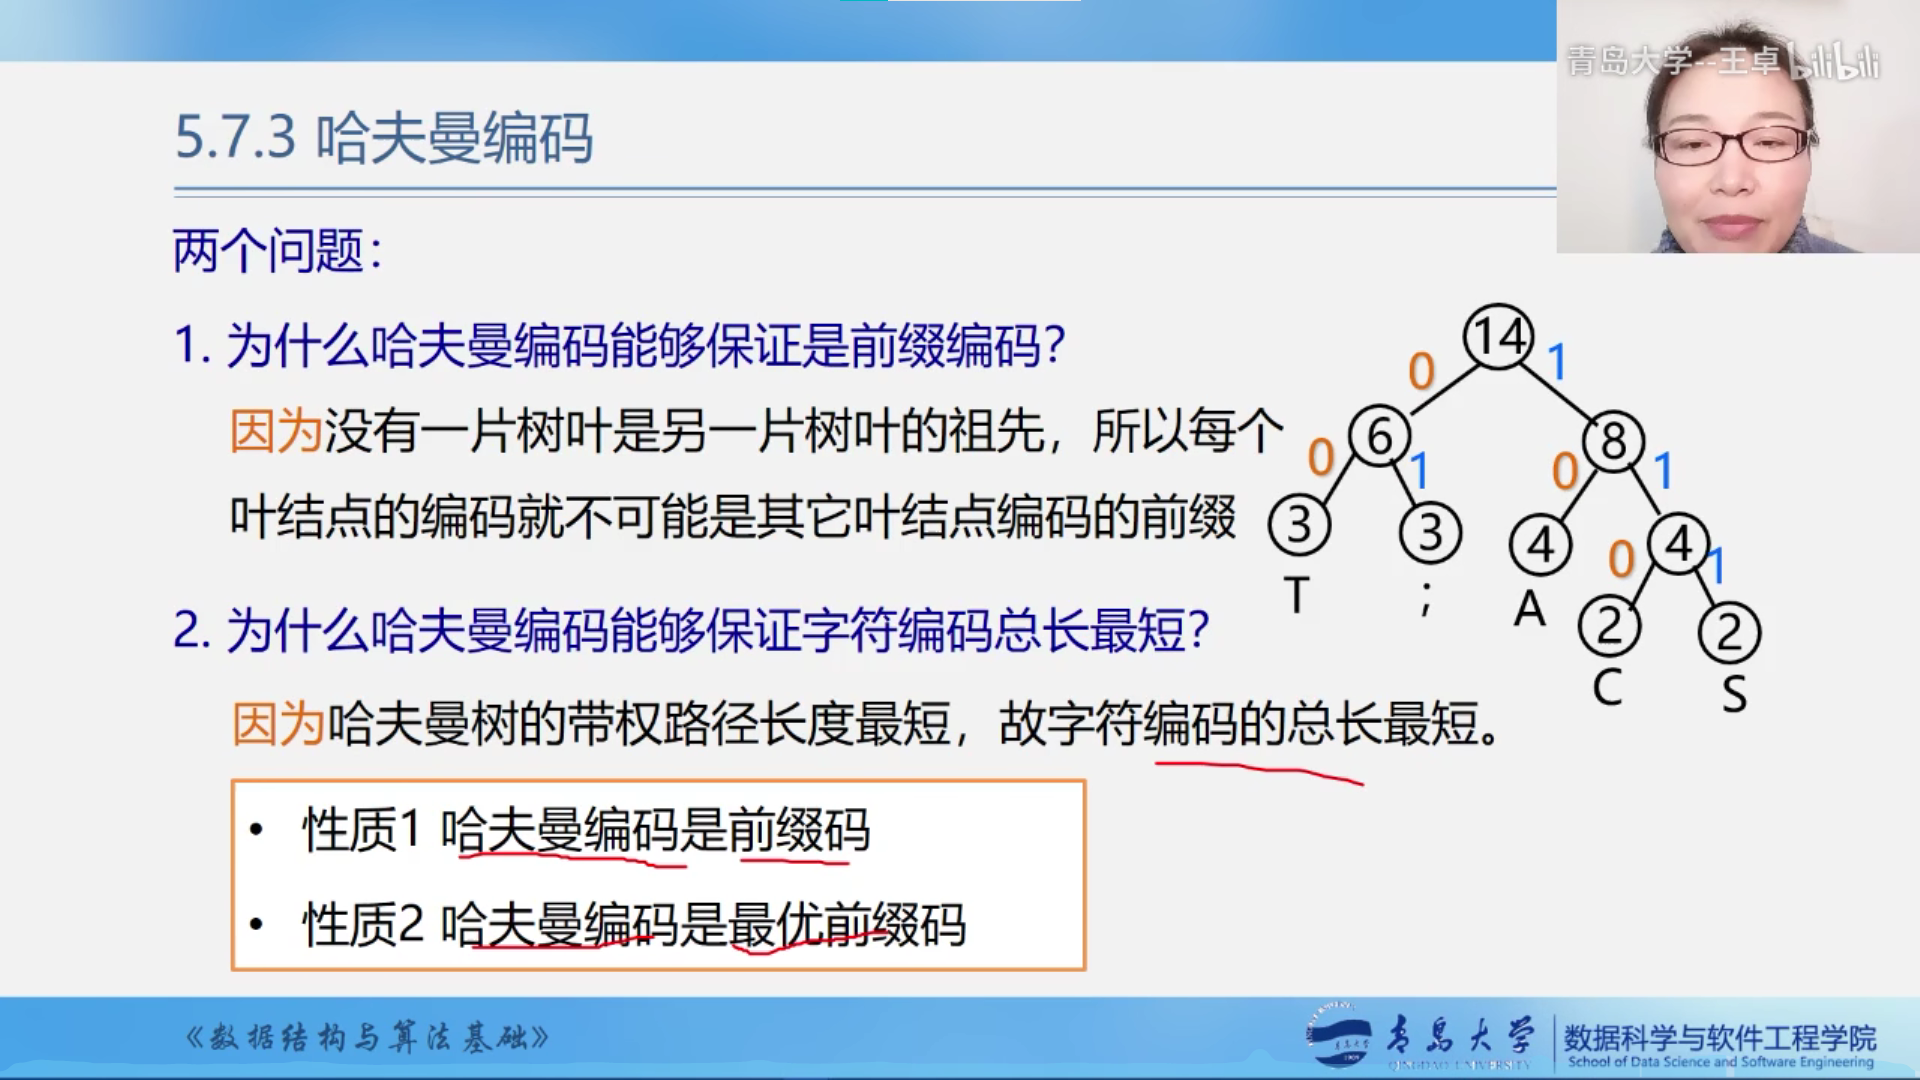 青岛大学--王卓 bilibili
5.7.3 哈夫曼编码
两个问题：
1. 为什么哈夫曼编码能够保证是前缀编码？
因为没有一片树叶是另一片树叶的祖先，所以每个
叶结点的编码就不可能是其它叶结点编码的前缀
2. 为什么哈夫曼编码能够保证字符编码总长最短？
因为哈夫曼树的带权路径长度最短，故字符编码的总长最短。
• 性质1 哈夫曼编码是前缀码
• 性质2 哈夫曼编码是最优前缀码
14
0 1
6 8
0 1 0 1
3 3 4 4
0 1
T ; A 2 2
C S
《数据结构与算法基础》
青岛大学
QINGDAO UNIVERSITY
数据科学与软件工程学院
School of Data Science and Software Engineering